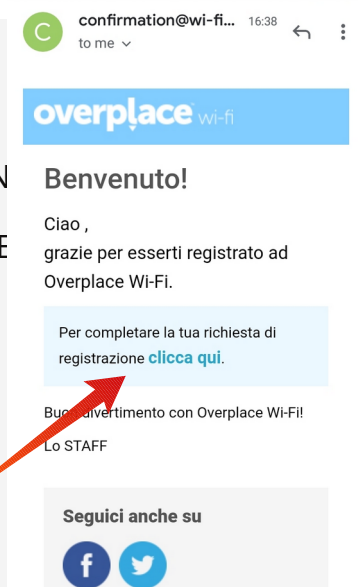 C
confirmation@wi-fi... 16:38
to me
overplace wi-fi
Benvenuto!
Ciao ,
grazie per esserti registrato ad
Overplace Wi-Fi.
Per completare la tua richiesta di
registrazione clicca qui.
Buon divertimento con Overplace Wi-Fi!
Lo STAFF
Seguici anche su
f